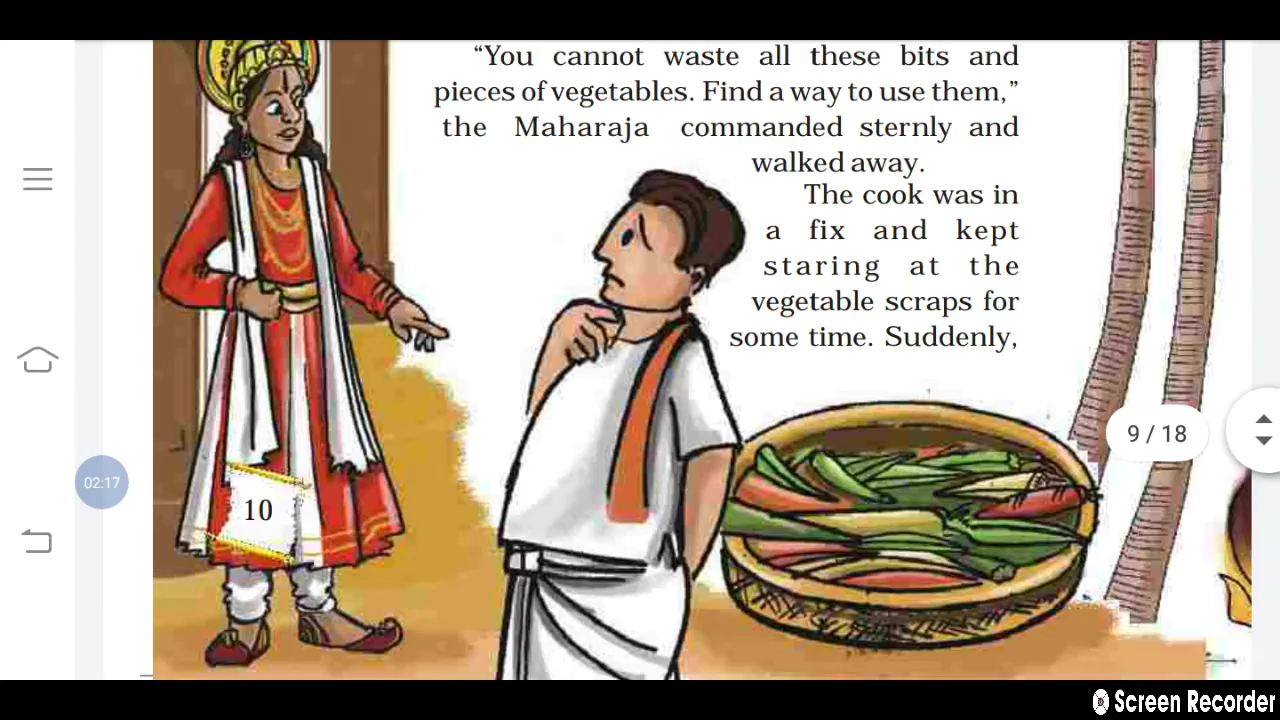 “You cannot waste all these bits and
pieces of vegetables. Find a way to use them,”
the Maharaja commanded sternly and
walked away.
The cook was in
a fix and kept
staring at the
vegetable scraps for
some time. Suddenly,
9 / 18
02:17
10
Screen Recorder